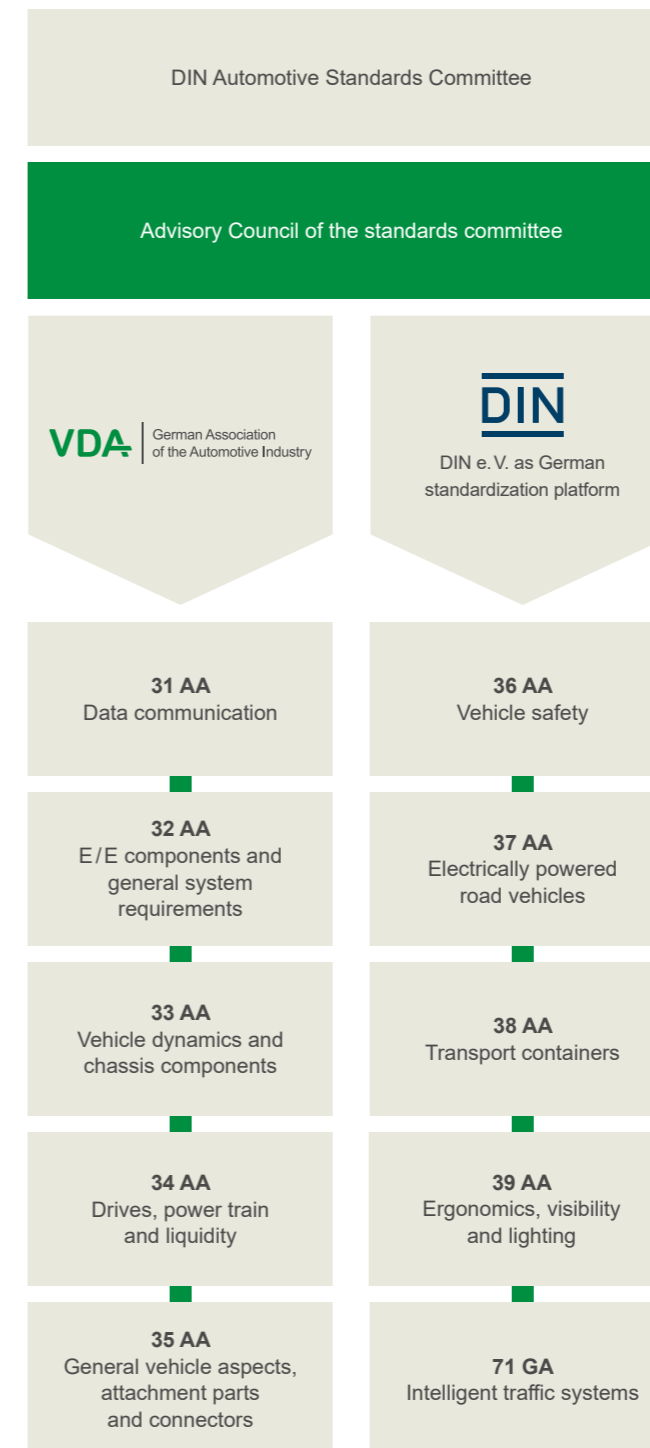 DIN Automotive Standards Committee
Advisory Council of the standards committee
VDA
German Association
of the Automotive Industry
DIN
DIN e. V. as German
standardization platform
31 AA
Data communication
32 AA
E/E components and
general system
requirements
33 AA
Vehicle dynamics and
chassis components
34 AA
Drives, power train
and liquidity
35 AA
General vehicle aspects,
attachment parts
and connectors
36 AA
Vehicle safety
37 AA
Electrically powered
road vehicles
38 AA
Transport containers
39 AA
Ergonomics, visibility
and lighting
71 GA
Intelligent traffic systems